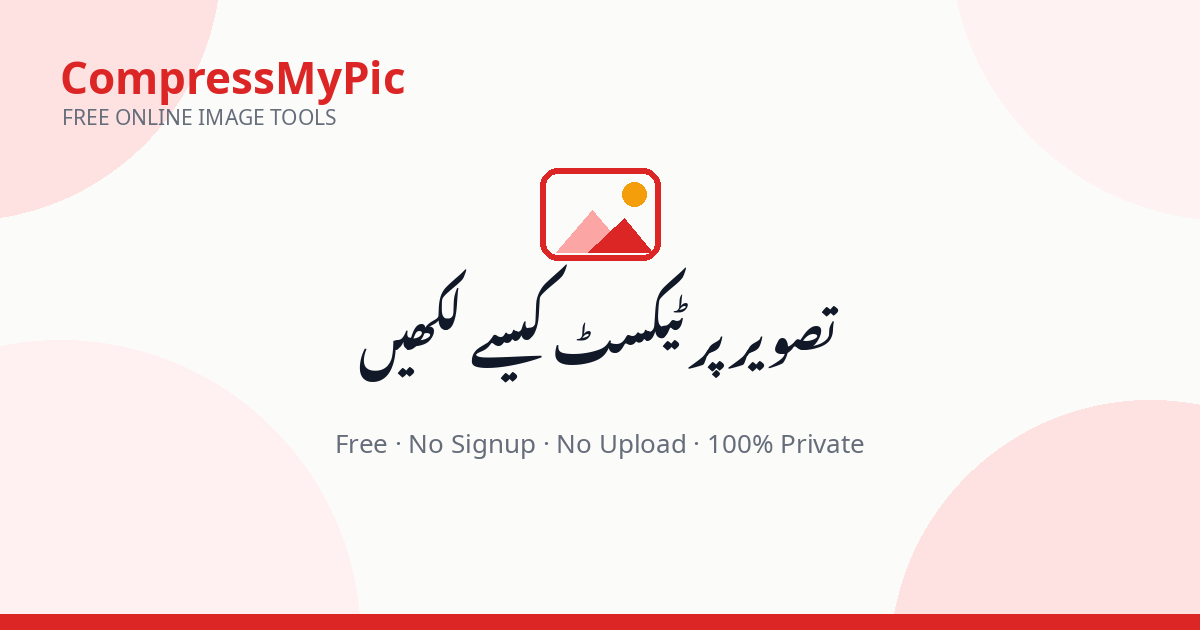 CompressMyPic
FREE ONLINE IMAGE TOOLS
تصویر پر ٹیکسٹ کیسے لکھیں
Free · No Signup · No Upload · 100% Private